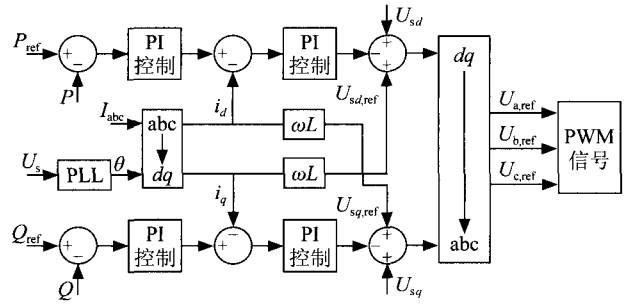 U_sd
P_ref
+
−
PI
控制
+
−
PI
控制
−
+
+
dq
P
I_abc
i_d
U_sd,ref
abc
dq
ωL
U_a,ref
U_s
PLL
θ
ωL
U_b,ref
PWM
信号
i_q
U_sq,ref
U_c,ref
Q_ref
+
−
PI
控制
+
−
PI
控制
−
+
+
abc
Q
U_sq